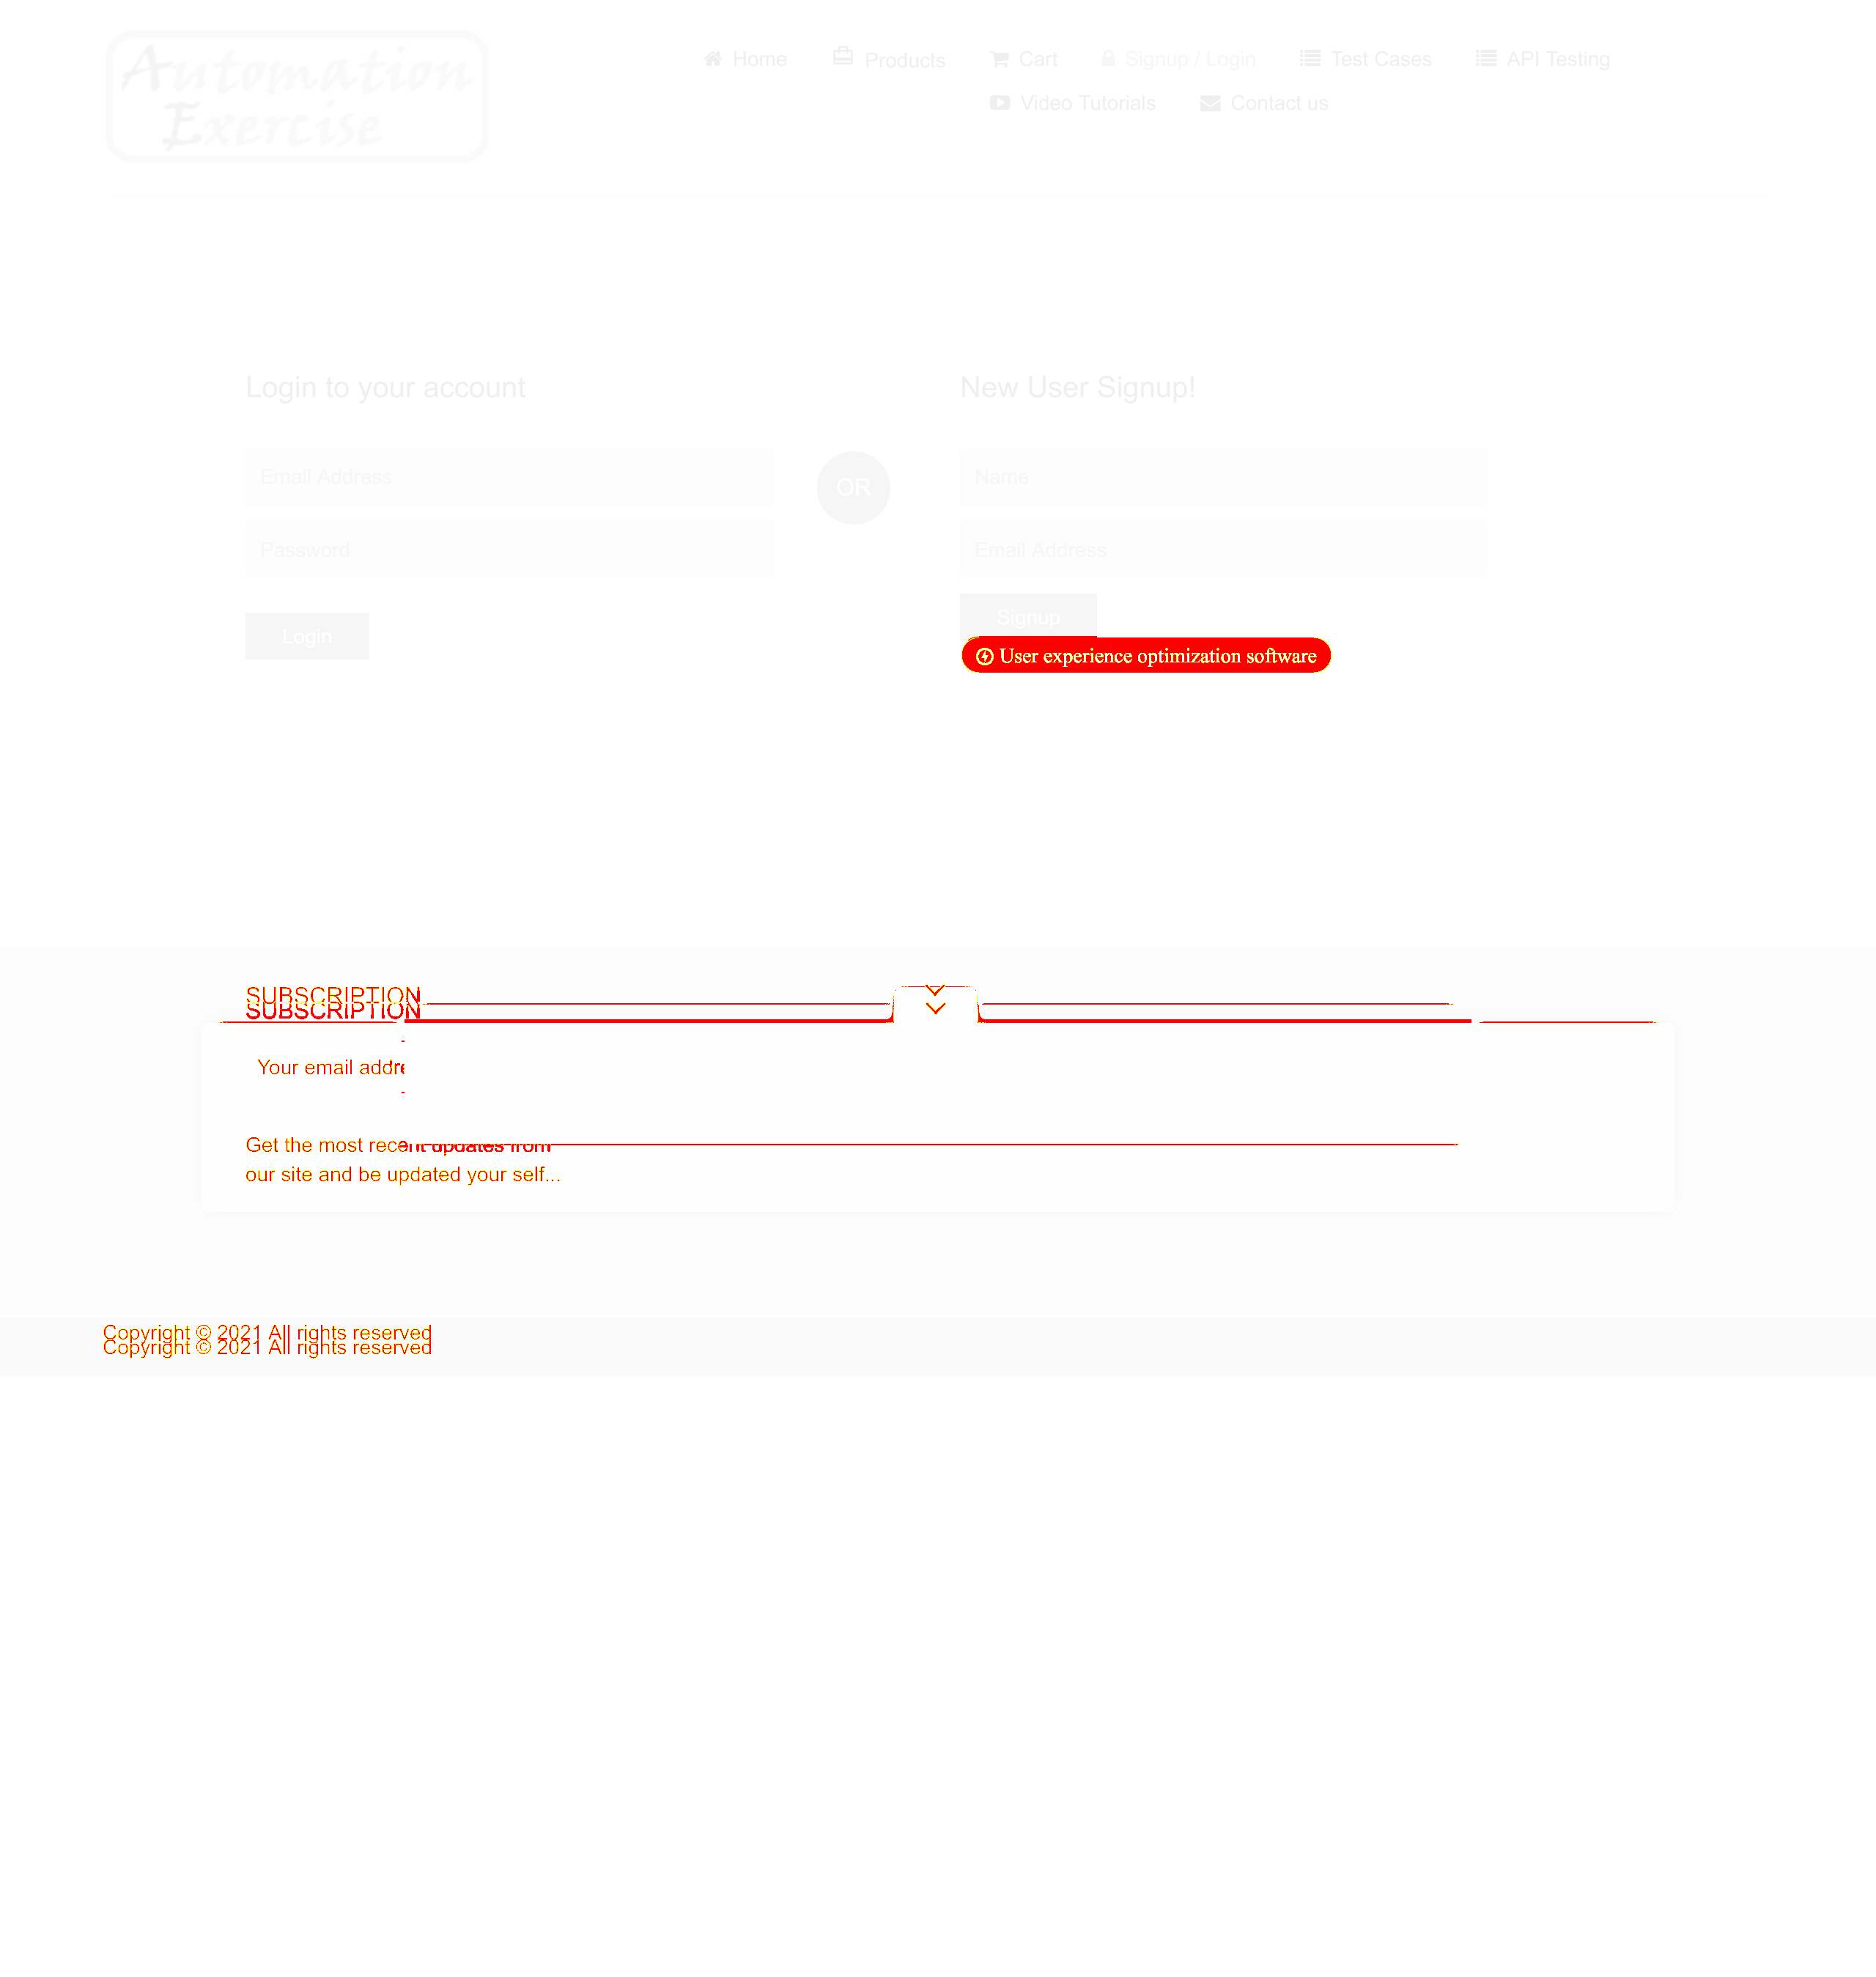 Automation
Exercise
Home
Products
Cart
Signup / Login
Test Cases
API Testing
Video Tutorials
Contact us
Login to your account
New User Signup!
Email Address
OR
Name
Password
Email Address
Login
Signup
User experience optimization software
SUBSCRIPTION
SUBSCRIPTION
Your email addre
Get the most recent updates from
our site and be updated your self...
Copyright © 2021 All rights reserved
Copyright © 2021 All rights reserved